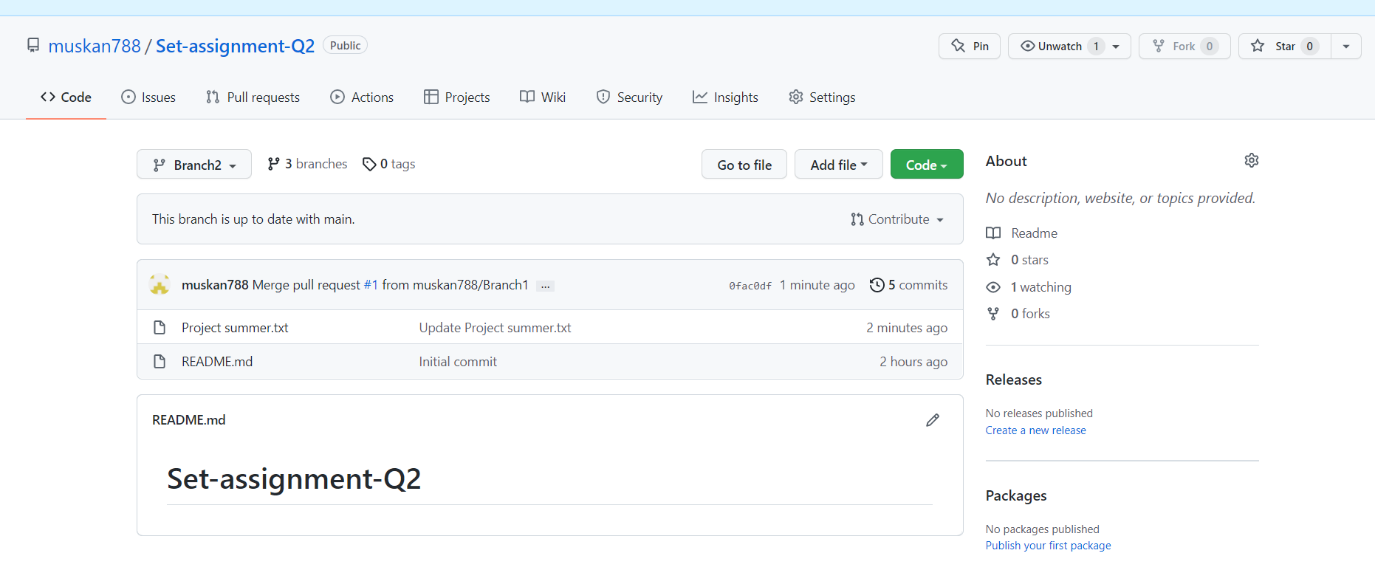 muskan788 / Set-assignment-Q2 Public
Pin Unwatch 1 Fork 0 Star 0
Code Issues Pull requests Actions Projects Wiki Security Insights Settings
Branch2 3 branches 0 tags Go to file Add file Code
This branch is up to date with main. Contribute
muskan788 Merge pull request #1 from muskan788/Branch1 ... 0fac0df 1 minute ago 5 commits
Project summer.txt Update Project summer.txt 2 minutes ago
README.md Initial commit 2 hours ago
README.md
Set-assignment-Q2
About
No description, website, or topics provided.
Readme
0 stars
1 watching
0 forks
Releases
No releases published
Create a new release
Packages
No packages published
Publish your first package